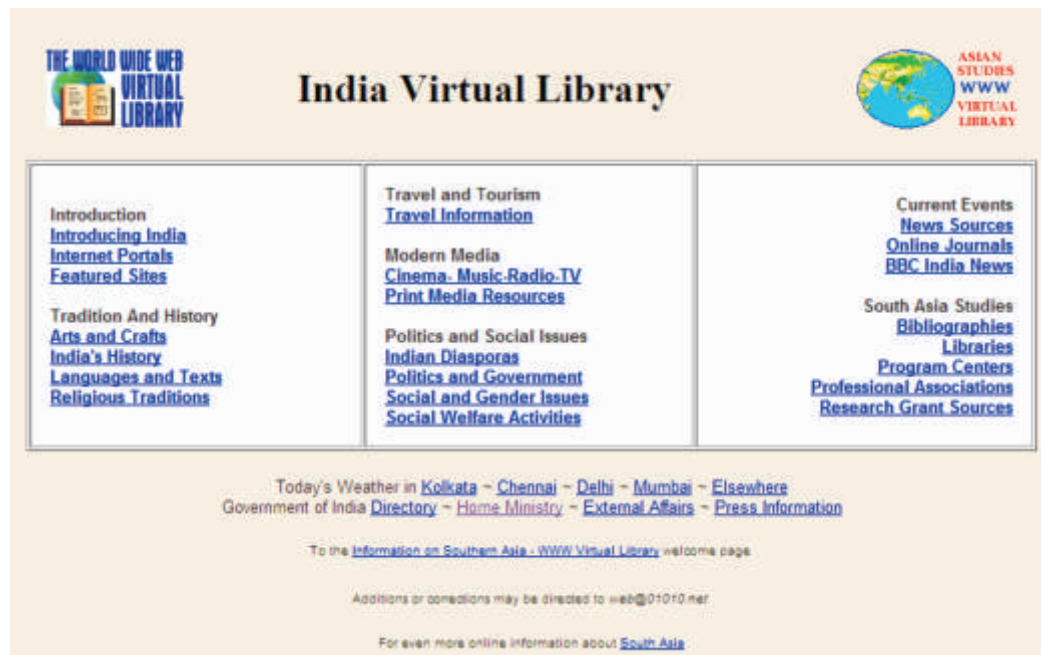 THE WORLD WIDE WEB
VIRTUAL
LIBRARY
India Virtual Library
ASIAN
STUDIES
WWW
VIRTUAL
LIBRARY
Introduction
Introducing India
Internet Portals
Featured Sites
Tradition And History
Arts and Crafts
India's History
Languages and Texts
Religious Traditions
Travel and Tourism
Travel Information
Modern Media
Cinema- Music-Radio-TV
Print Media Resources
Politics and Social Issues
Indian Diasporas
Politics and Government
Social and Gender Issues
Social Welfare Activities
Current Events
News Sources
Online Journals
BBC India News
South Asia Studies
Bibliographies
Libraries
Program Centers
Professional Associations
Research Grant Sources
Today's Weather in Kolkata ~ Chennai ~ Delhi ~ Mumbai ~ Elsewhere
Government of India Directory ~ Home Ministry ~ External Affairs ~ Press Information
To the Information on Southern Asia - WWW Virtual Library welcome page
Additions or corrections may be directed to web@01010.net
For even more online information about South Asia